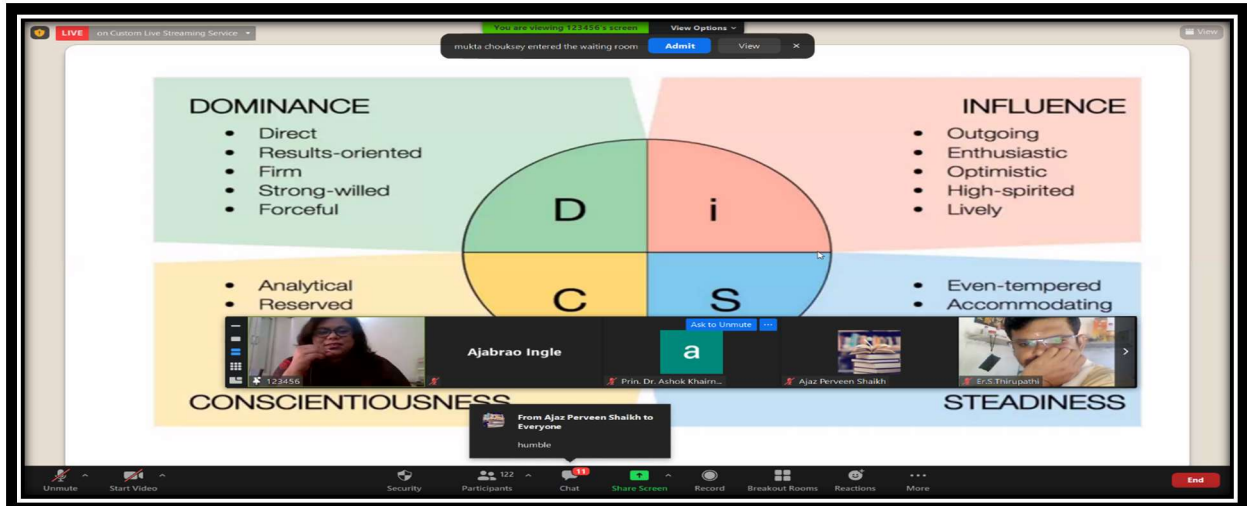 LIVE on Custom Live Streaming Service
You are viewing 123456's screen
View Options
View
mukta chouksey entered the waiting room
Admit
View
DOMINANCE
• Direct
• Results-oriented
• Firm
• Strong-willed
• Forceful
INFLUENCE
• Outgoing
• Enthusiastic
• Optimistic
• High-spirited
• Lively
D
i
C
S
• Analytical
• Reserved
• Even-tempered
• Accommodating
Ask to Unmute
...
123456
Ajabrao Ingle
a
Prin. Dr. Ashok Khairn...
Ajaz Perveen Shaikh
Er.S.Thirupathi
CONSCIENTIOUSNESS
STEADINESS
From Ajaz Perveen Shaikh to
Everyone
humble
Unmute
Start Video
Security
122
Participants
11
Chat
Share Screen
Record
Breakout Rooms
Reactions
More
End